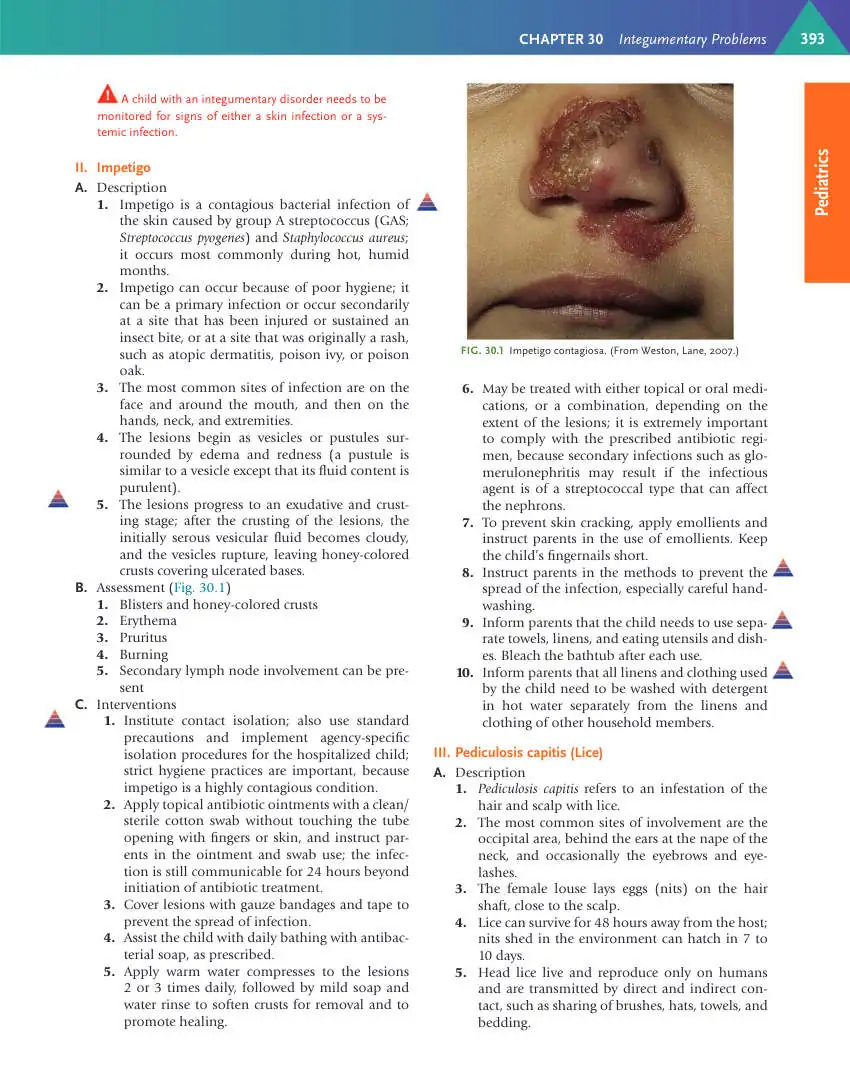 CHAPTER 30 Integumentary Problems 393
A child with an integumentary disorder needs to be
monitored for signs of either a skin infection or a sys-
temic infection.
II. Impetigo
A. Description
1. Impetigo is a contagious bacterial infection of
the skin caused by group A streptococcus (GAS;
Streptococcus pyogenes) and Staphylococcus aureus;
it occurs most commonly during hot, humid
months.
2. Impetigo can occur because of poor hygiene; it
can be a primary infection or occur secondarily
at a site that has been injured or sustained an
insect bite, or at a site that was originally a rash,
such as atopic dermatitis, poison ivy, or poison
oak.
3. The most common sites of infection are on the
face and around the mouth, and then on the
hands, neck, and extremities.
4. The lesions begin as vesicles or pustules sur-
rounded by edema and redness (a pustule is
similar to a vesicle except that its fluid content is
purulent).
5. The lesions progress to an exudative and crust-
ing stage; after the crusting of the lesions, the
initially serous vesicular fluid becomes cloudy,
and the vesicles rupture, leaving honey-colored
crusts covering ulcerated bases.
B. Assessment (Fig. 30.1)
1. Blisters and honey-colored crusts
2. Erythema
3. Pruritus
4. Burning
5. Secondary lymph node involvement can be pre-
sent
C. Interventions
1. Institute contact isolation; also use standard
precautions and implement agency-specific
isolation procedures for the hospitalized child;
strict hygiene practices are important, because
impetigo is a highly contagious condition.
2. Apply topical antibiotic ointments with a clean/
sterile cotton swab without touching the tube
opening with fingers or skin, and instruct par-
ents in the ointment and swab use; the infec-
tion is still communicable for 24 hours beyond
initiation of antibiotic treatment.
3. Cover lesions with gauze bandages and tape to
prevent the spread of infection.
4. Assist the child with daily bathing with antibac-
terial soap, as prescribed.
5. Apply warm water compresses to the lesions
2 or 3 times daily, followed by mild soap and
water rinse to soften crusts for removal and to
promote healing.
FIG. 30.1 Impetigo contagiosa. (From Weston, Lane, 2007.)
6. May be treated with either topical or oral medi-
cations, or a combination, depending on the
extent of the lesions; it is extremely important
to comply with the prescribed antibiotic regi-
men, because secondary infections such as glo-
merulonephritis may result if the infectious
agent is of a streptococcal type that can affect
the nephrons.
7. To prevent skin cracking, apply emollients and
instruct parents in the use of emollients. Keep
the child's fingernails short.
8. Instruct parents in the methods to prevent the
spread of the infection, especially careful hand-
washing.
9. Inform parents that the child needs to use sepa-
rate towels, linens, and eating utensils and dish-
es. Bleach the bathtub after each use.
10. Inform parents that all linens and clothing used
by the child need to be washed with detergent
in hot water separately from the linens and
clothing of other household members.
III. Pediculosis capitis (Lice)
A. Description
1. Pediculosis capitis refers to an infestation of the
hair and scalp with lice.
2. The most common sites of involvement are the
occipital area, behind the ears at the nape of the
neck, and occasionally the eyebrows and eye-
lashes.
3. The female louse lays eggs (nits) on the hair
shaft, close to the scalp.
4. Lice can survive for 48 hours away from the host;
nits shed in the environment can hatch in 7 to
10 days.
5. Head lice live and reproduce only on humans
and are transmitted by direct and indirect con-
tact, such as sharing of brushes, hats, towels, and
bedding.
Pediatrics